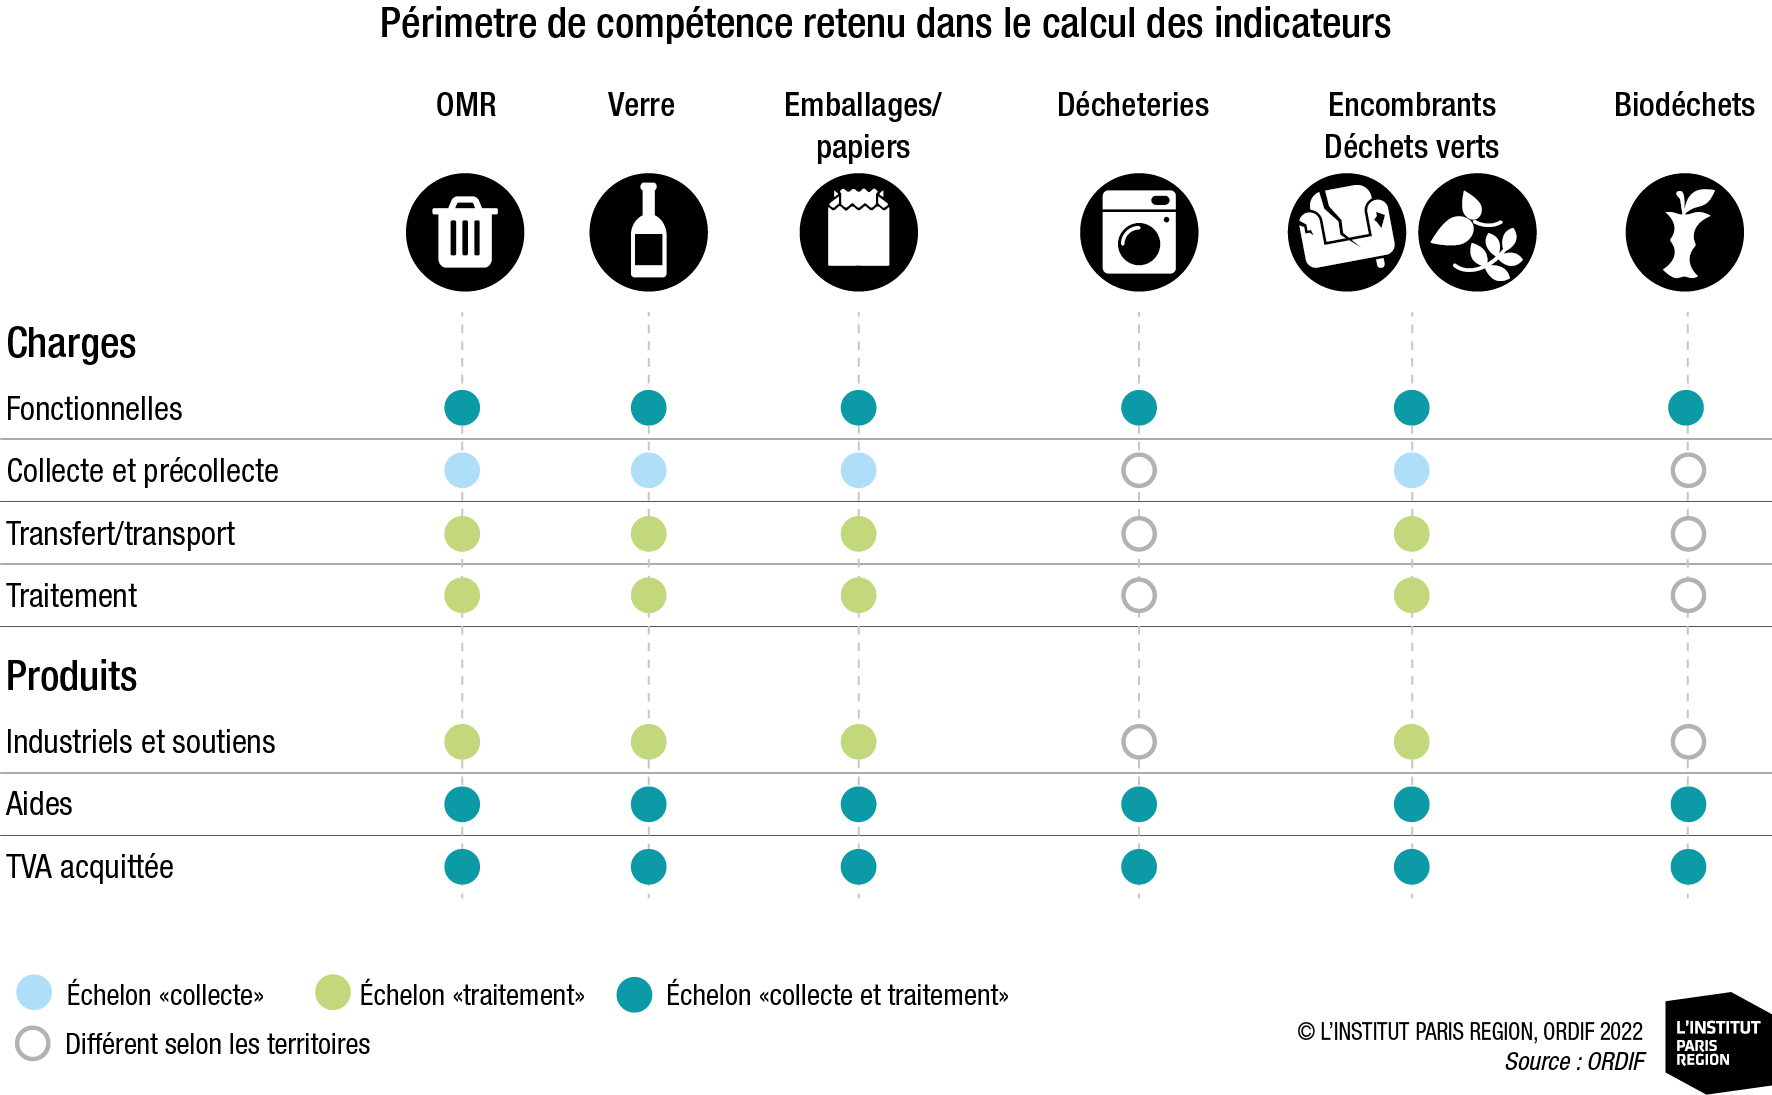 Périmetre de compétence retenu dans le calcul des indicateurs
OMR
Verre
Emballages/
papiers
Décheteries
Encombrants
Déchets verts
Biodéchets
Charges
Fonctionnelles
Collecte et précollecte
Transfert/transport
Traitement
Produits
Industriels et soutiens
Aides
TVA acquittée
Échelon «collecte»
Échelon «traitement»
Échelon «collecte et traitement»
Différent selon les territoires
© L'INSTITUT PARIS REGION, ORDIF 2022
Source : ORDIF
L'INSTITUT
PARIS
REGION